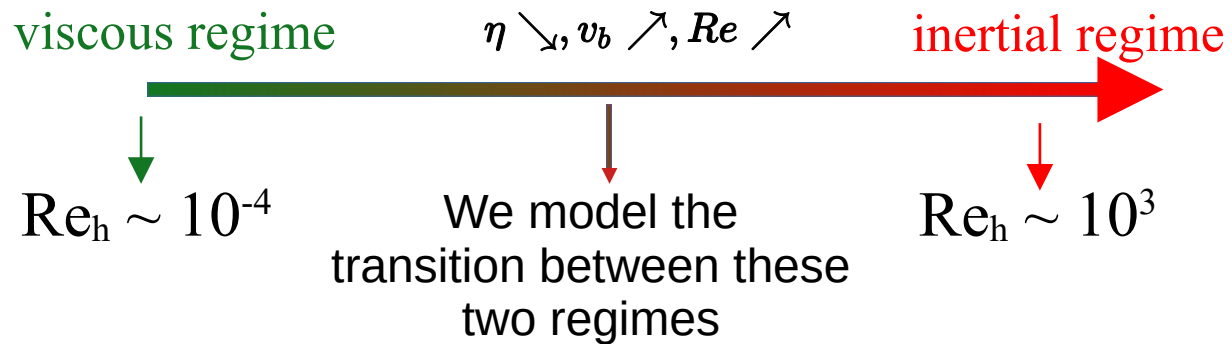 viscous regime
η ↘, v_b ↗, Re ↗
inertial regime
Re_h ~ 10^-4
We model the
transition between these
two regimes
Re_h ~ 10^3